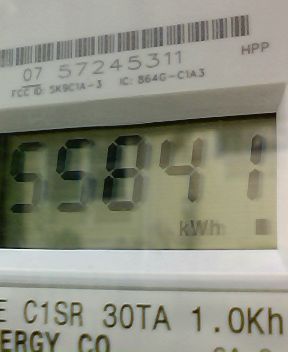 07 57245311 HPP
FCC ID: SK9C1A-3 IC: 864G-C1A3
55841
kWh
E C1SR 30TA 1.0Kh
ERGY CO